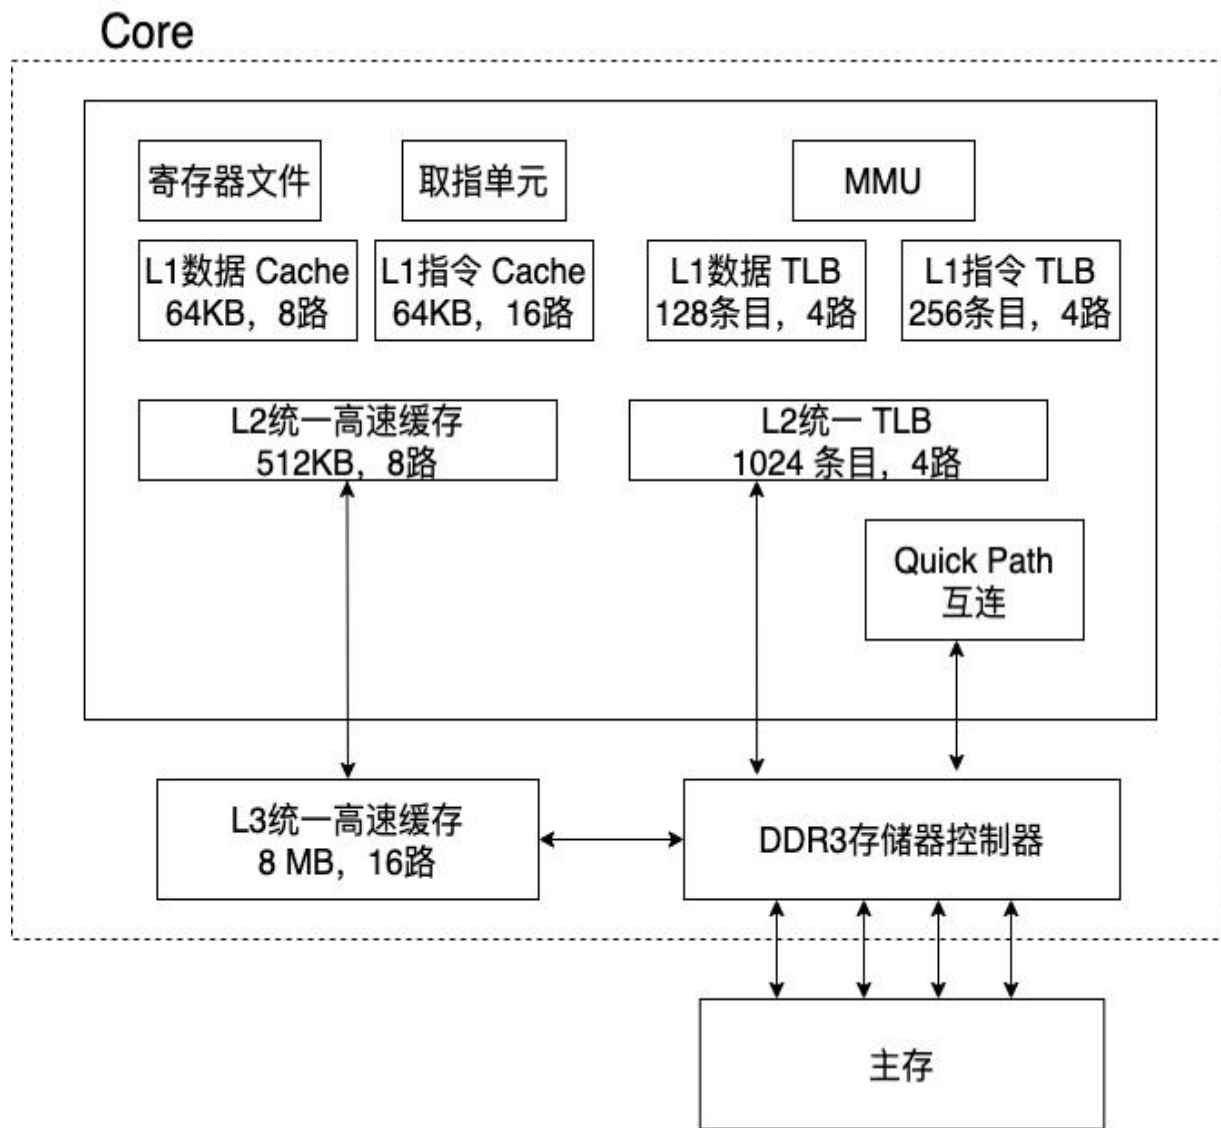 Core
寄存器文件
取指单元
MMU
L1数据 Cache
64KB，8路
L1指令 Cache
64KB，16路
L1数据 TLB
128条目，4路
L1指令 TLB
256条目，4路
L2统一高速缓存
512KB，8路
L2统一 TLB
1024 条目，4路
Quick Path
互连
L3统一高速缓存
8 MB，16路
DDR3存储器控制器
主存